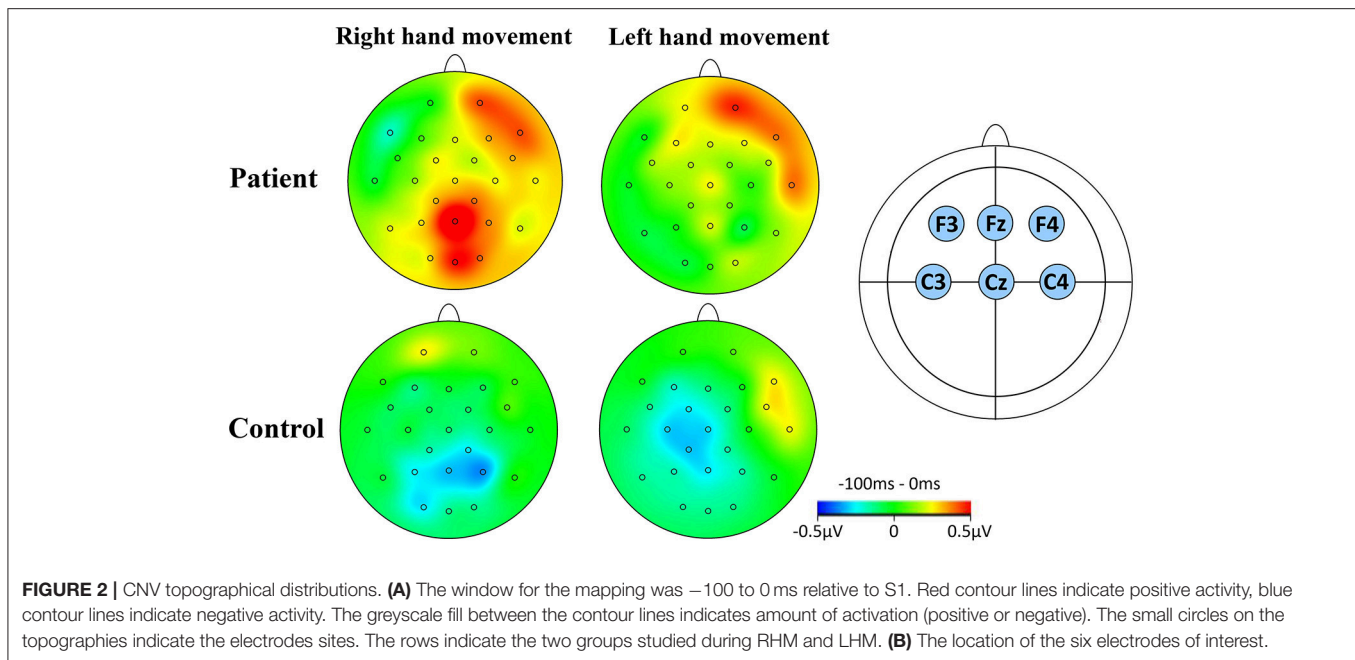 Right hand movement Left hand movement
Patient
F3 Fz F4
C3 Cz C4
Control
-100ms - 0ms
-0.5µV 0 0.5µV
FIGURE 2 | CNV topographical distributions. (A) The window for the mapping was −100 to 0 ms relative to S1. Red contour lines indicate positive activity, blue
contour lines indicate negative activity. The greyscale fill between the contour lines indicates amount of activation (positive or negative). The small circles on the
topographies indicate the electrodes sites. The rows indicate the two groups studied during RHM and LHM. (B) The location of the six electrodes of interest.